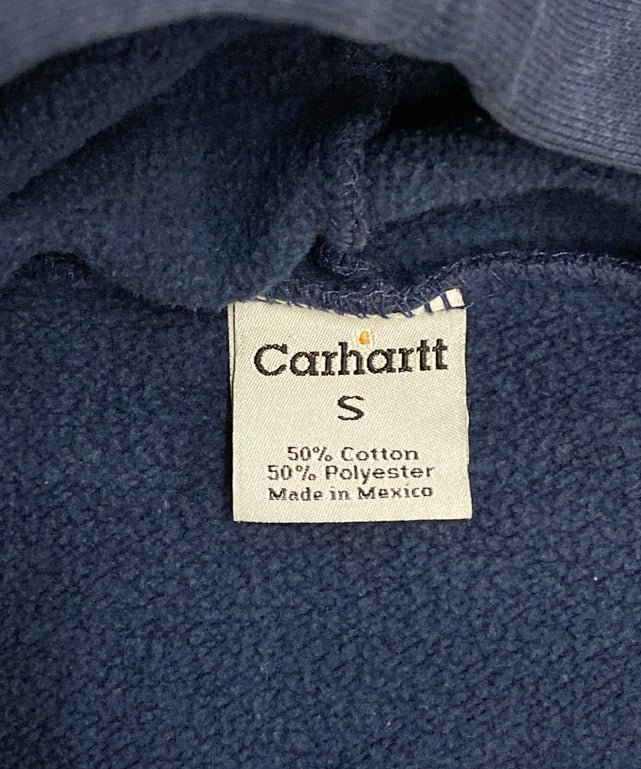 Carhartt
S
50% Cotton
50% Polyester
Made in Mexico